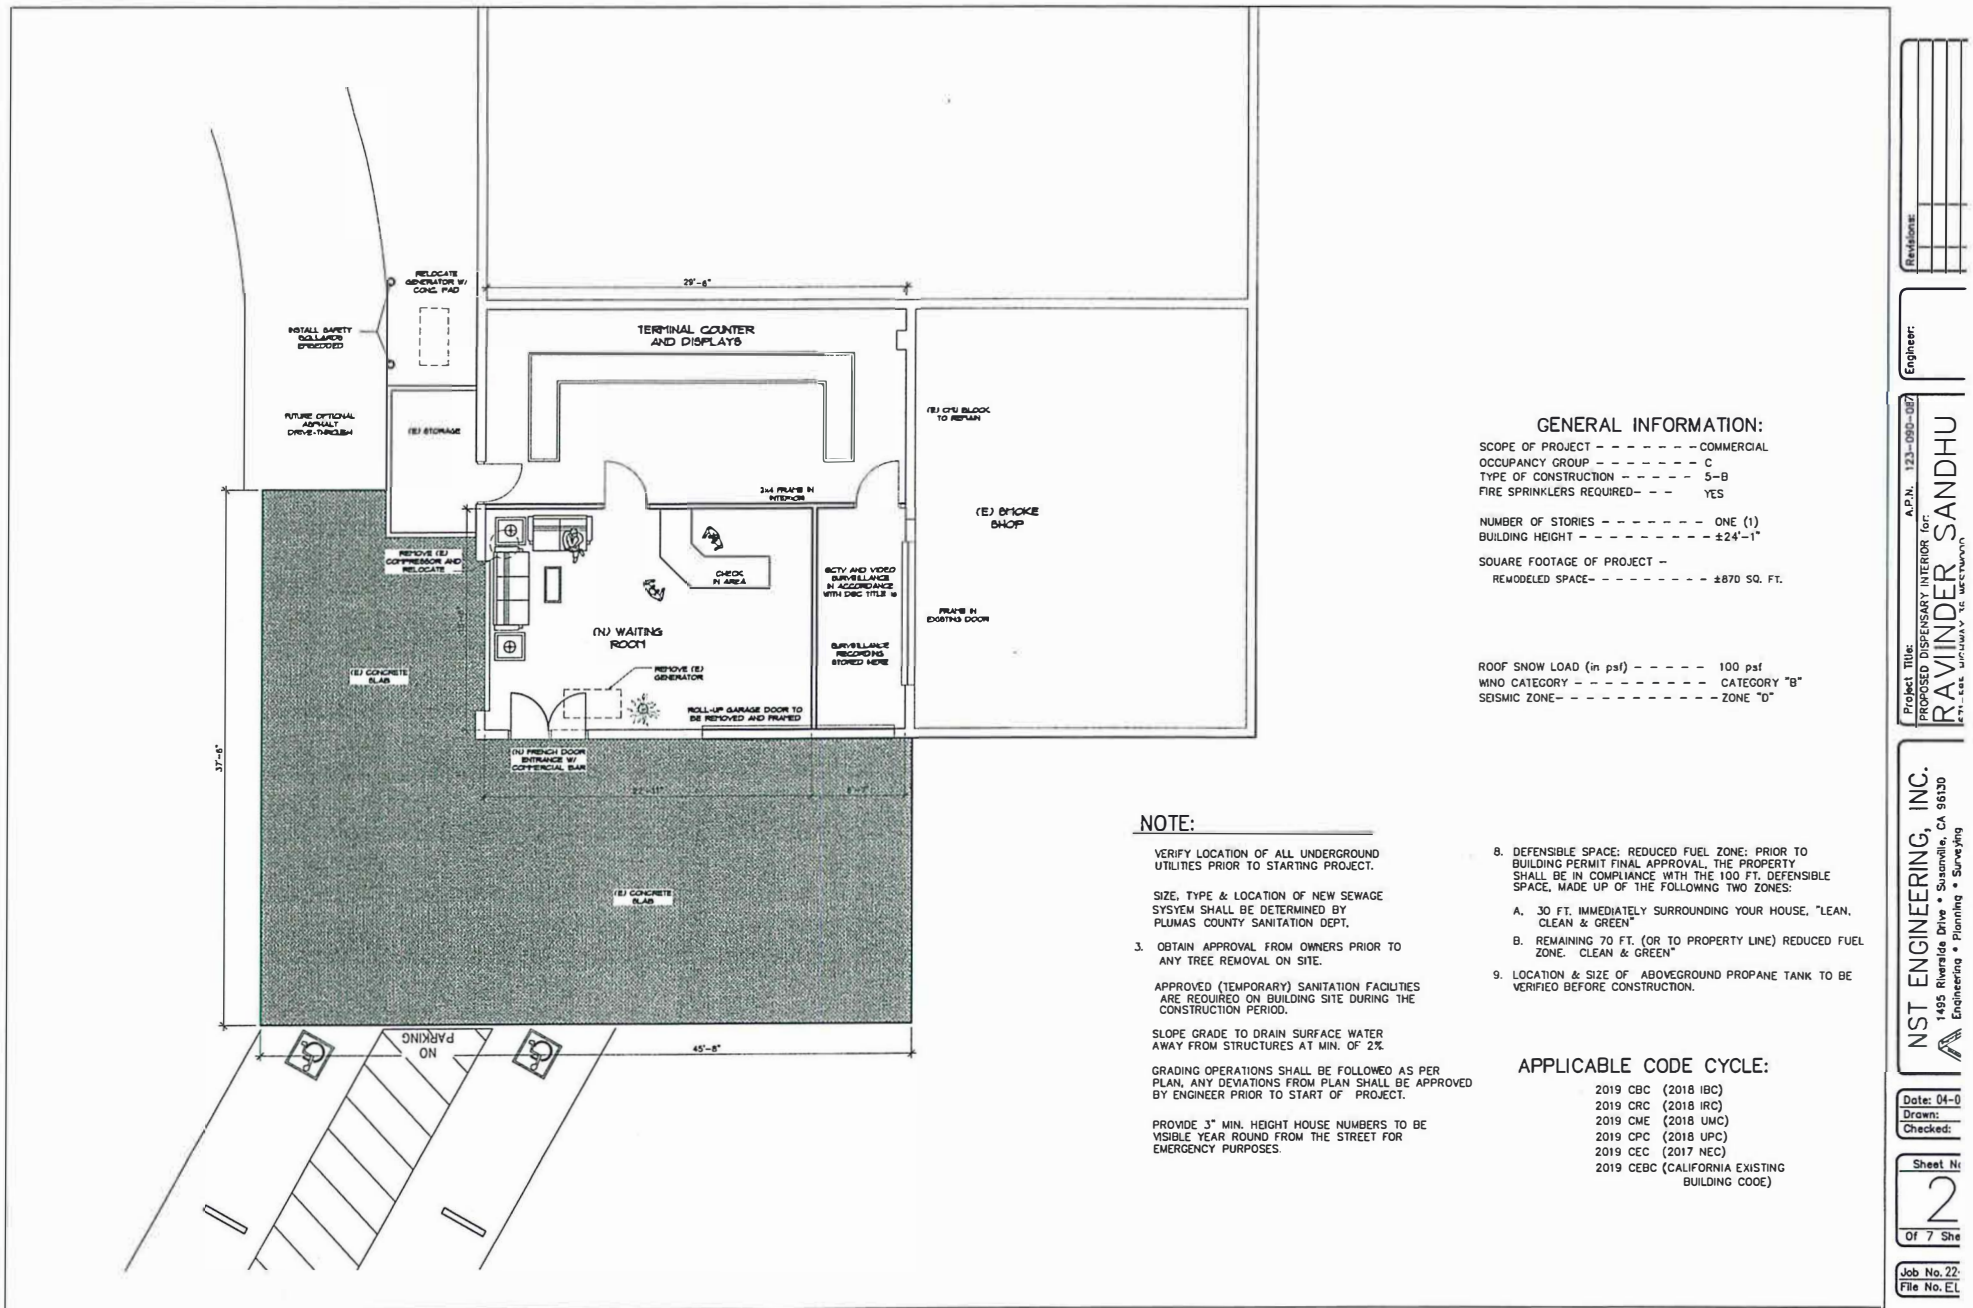 RELOCATE
GENERATOR W/
CONC. PAD
INSTALL SAFETY
BOLLARDS
EMBEDDED
FUTURE OPTIONAL
ASPHALT
DRIVE-THROUGH
(E) STORAGE
29'-6"
TERMINAL COUNTER
AND DISPLAYS
(E) CMU BLOCK
TO REMAIN
2x4 FRAME IN
INTERIOR
(E) SMOKE
SHOP
REMOVE (E)
COMPRESSOR AND
RELOCATE
CHECK
IN AREA
VIDEO
SURVEILLANCE
IN ACCORDANCE
WITH
FRAME IN
EXISTING DOOR
(N) WAITING
ROOM
SURVEILLANCE
RECORDING
STORED HERE
REMOVE (E)
GENERATOR
ROLL-UP GARAGE DOOR TO
BE REMOVED AND FRAMED
(E) CONCRETE
SLAB
37'-6"
(N) FRENCH DOOR
ENTRANCE W/
COMMERCIAL BAR
22'-11"
(E) CONCRETE
SLAB
NO
PARKING
45'-8"
GENERAL INFORMATION:
SCOPE OF PROJECT - - - - - - - COMMERCIAL
OCCUPANCY GROUP - - - - - - - C
TYPE OF CONSTRUCTION - - - - - 5-B
FIRE SPRINKLERS REQUIRED- - - YES
NUMBER OF STORIES - - - - - - - ONE (1)
BUILDING HEIGHT - - - - - - - - - ±24'-1"
SQUARE FOOTAGE OF PROJECT -
REMODELED SPACE- - - - - - - - - ±870 SQ. FT.
ROOF SNOW LOAD (in psf) - - - - - 100 psf
WIND CATEGORY - - - - - - - - - CATEGORY "B"
SEISMIC ZONE- - - - - - - - - - - ZONE "D"
NOTE:
VERIFY LOCATION OF ALL UNDERGROUND
UTILITIES PRIOR TO STARTING PROJECT.
SIZE, TYPE & LOCATION OF NEW SEWAGE
SYSYEM SHALL BE DETERMINED BY
PLUMAS COUNTY SANITATION DEPT.
3. OBTAIN APPROVAL FROM OWNERS PRIOR TO
ANY TREE REMOVAL ON SITE.
APPROVED (TEMPORARY) SANITATION FACILITIES
ARE REQUIRED ON BUILDING SITE DURING THE
CONSTRUCTION PERIOD.
SLOPE GRADE TO DRAIN SURFACE WATER
AWAY FROM STRUCTURES AT MIN. OF 2%
GRADING OPERATIONS SHALL BE FOLLOWED AS PER
PLAN, ANY DEVIATIONS FROM PLAN SHALL BE APPROVED
BY ENGINEER PRIOR TO START OF PROJECT.
PROVIDE 3" MIN. HEIGHT HOUSE NUMBERS TO BE
VISIBLE YEAR ROUND FROM THE STREET FOR
EMERGENCY PURPOSES.
8. DEFENSIBLE SPACE: REDUCED FUEL ZONE: PRIOR TO
BUILDING PERMIT FINAL APPROVAL, THE PROPERTY
SHALL BE IN COMPLIANCE WITH THE 100 FT. DEFENSIBLE
SPACE, MADE UP OF THE FOLLOWING TWO ZONES:
A. 30 FT. IMMEDIATELY SURROUNDING YOUR HOUSE, "LEAN,
CLEAN & GREEN"
B. REMAINING 70 FT. (OR TO PROPERTY LINE) REDUCED FUEL
ZONE. CLEAN & GREEN"
9. LOCATION & SIZE OF ABOVEGROUND PROPANE TANK TO BE
VERIFIED BEFORE CONSTRUCTION.
APPLICABLE CODE CYCLE:
2019 CBC (2018 IBC)
2019 CRC (2018 IRC)
2019 CME (2018 UMC)
2019 CPC (2018 UPC)
2019 CEC (2017 NEC)
2019 CEBC (CALIFORNIA EXISTING
BUILDING CODE)
Revisions:
Engineer:
Project Title: A.P.N. 123-090-087
PROPOSED DISPENSARY INTERIOR for:
RAVINDER SANDHU
NST ENGINEERING, INC.
1495 Riverside Drive * Susanville, CA 96130
Engineering * Planning * Surveying
Date: 04-0
Drawn:
Checked:
Sheet No
2
Of 7 She
Job No. 22-
File No. EL